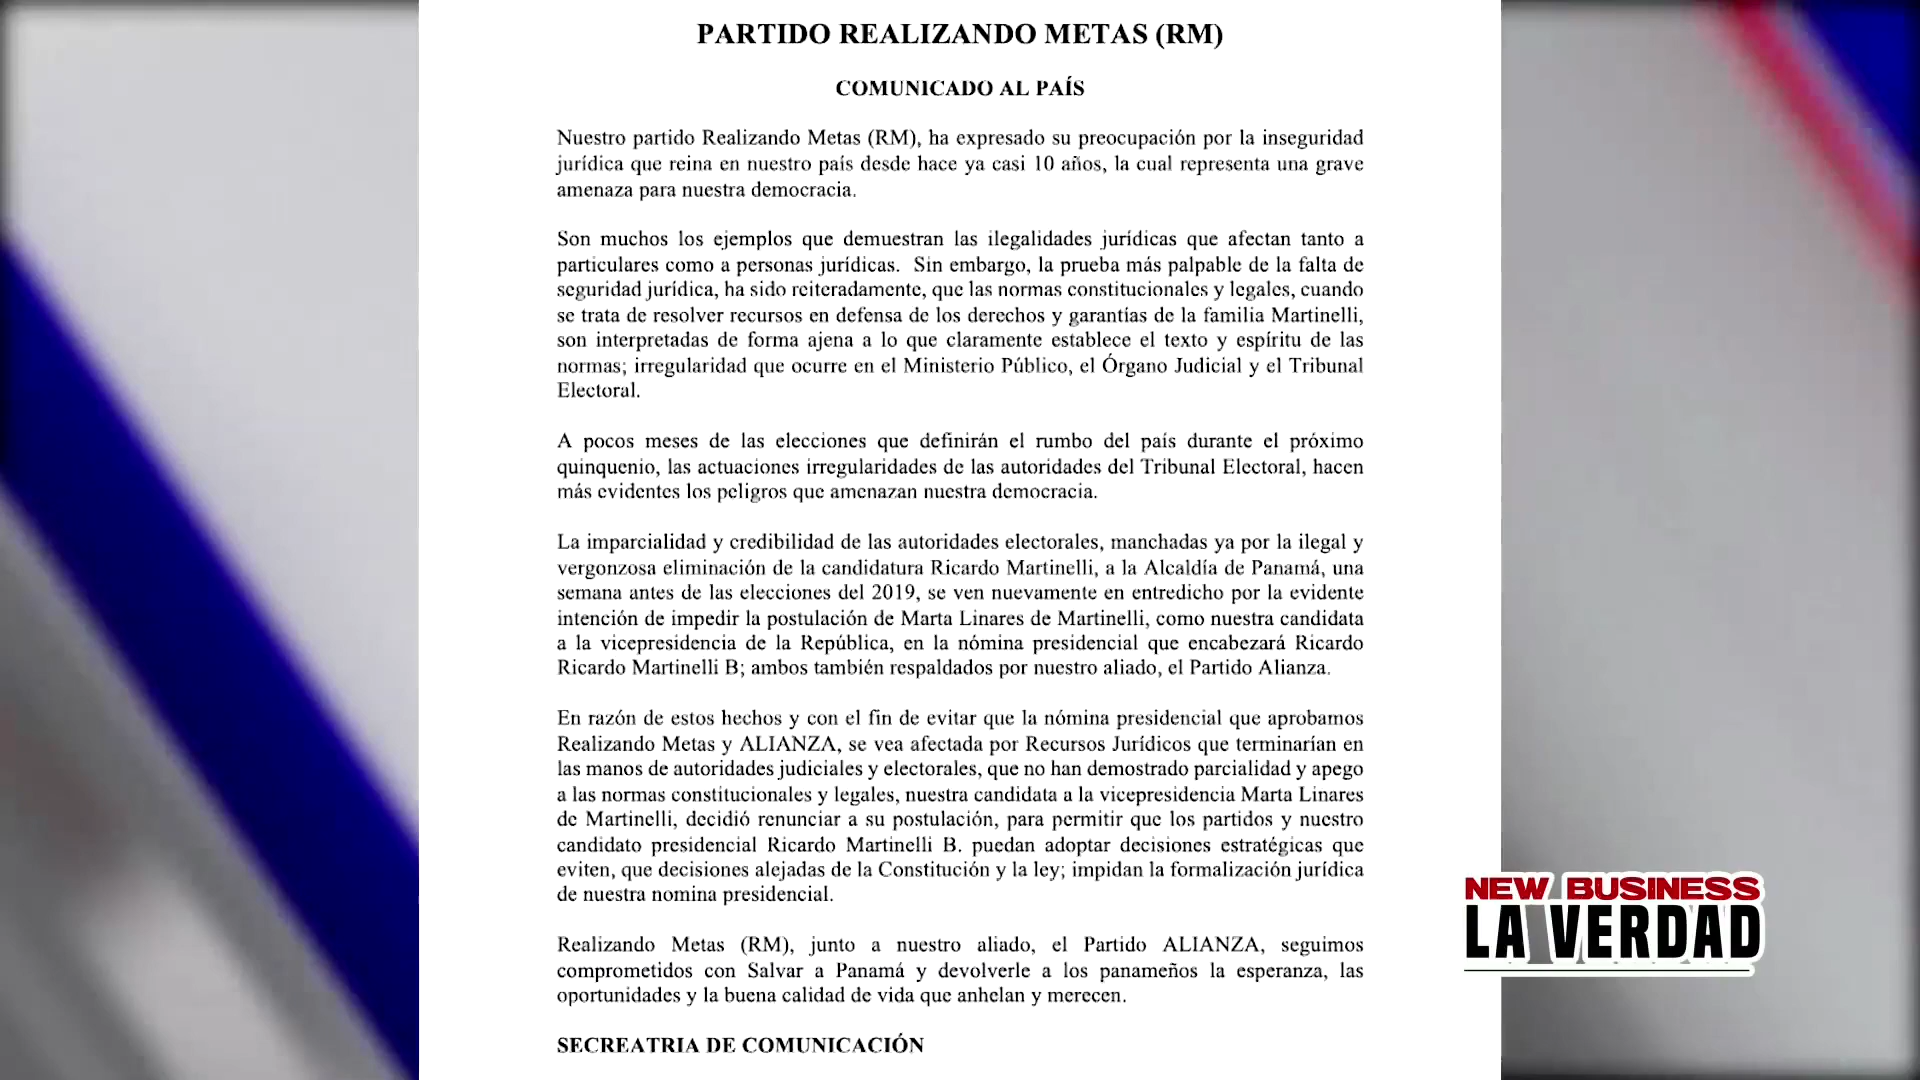 PARTIDO REALIZANDO METAS (RM)
COMUNICADO AL PAÍS
Nuestro partido Realizando Metas (RM), ha expresado su preocupación por la inseguridad
jurídica que reina en nuestro país desde hace ya casi 10 años, la cual representa una grave
amenaza para nuestra democracia.
Son muchos los ejemplos que demuestran las ilegalidades jurídicas que afectan tanto a
particulares como a personas jurídicas. Sin embargo, la prueba más palpable de la falta de
seguridad jurídica, ha sido reiteradamente, que las normas constitucionales y legales, cuando
se trata de resolver recursos en defensa de los derechos y garantías de la familia Martinelli,
son interpretadas de forma ajena a lo que claramente establece el texto y espíritu de las
normas; irregularidad que ocurre en el Ministerio Público, el Órgano Judicial y el Tribunal
Electoral.
A pocos meses de las elecciones que definirán el rumbo del país durante el próximo
quinquenio, las actuaciones irregularidades de las autoridades del Tribunal Electoral, hacen
más evidentes los peligros que amenazan nuestra democracia.
La imparcialidad y credibilidad de las autoridades electorales, manchadas ya por la ilegal y
vergonzosa eliminación de la candidatura Ricardo Martinelli, a la Alcaldía de Panamá, una
semana antes de las elecciones del 2019, se ven nuevamente en entredicho por la evidente
intención de impedir la postulación de Marta Linares de Martinelli, como nuestra candidata
a la vicepresidencia de la República, en la nómina presidencial que encabezará Ricardo
Ricardo Martinelli B; ambos también respaldados por nuestro aliado, el Partido Alianza.
En razón de estos hechos y con el fin de evitar que la nómina presidencial que aprobamos
Realizando Metas y ALIANZA, se vea afectada por Recursos Jurídicos que terminarían en
las manos de autoridades judiciales y electorales, que no han demostrado parcialidad y apego
a las normas constitucionales y legales, nuestra candidata a la vicepresidencia Marta Linares
de Martinelli, decidió renunciar a su postulación, para permitir que los partidos y nuestro
candidato presidencial Ricardo Martinelli B. puedan adoptar decisiones estratégicas que
eviten, que decisiones alejadas de la Constitución y la ley; impidan la formalización jurídica
de nuestra nomina presidencial.
Realizando Metas (RM), junto a nuestro aliado, el Partido ALIANZA, seguimos
comprometidos con Salvar a Panamá y devolverle a los panameños la esperanza, las
oportunidades y la buena calidad de vida que anhelan y merecen.
SECREATRIA DE COMUNICACIÓN
NEW BUSINESS
LA VERDAD